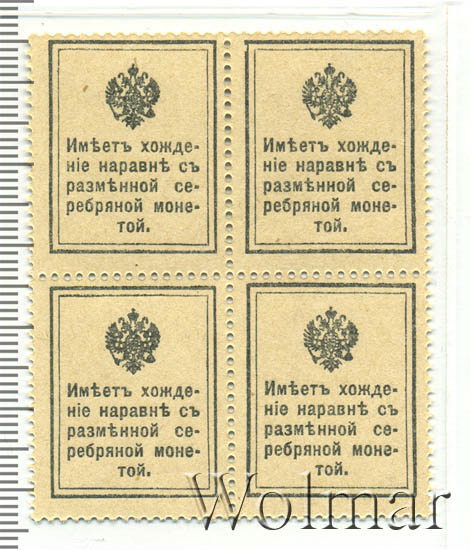 Имѣетъ хожде-
ніе наравнѣ съ
размѣнной се-
ребряной моне-
той.
Имѣетъ хожде-
ніе наравнѣ съ
размѣнной се-
ребряной моне-
той.
Имѣетъ хожде-
ніе наравнѣ съ
размѣнной се-
ребряной моне-
той.
Имѣетъ хожде-
ніе наравнѣ съ
размѣнной се-
ребряной моне-
той.
Wolmar